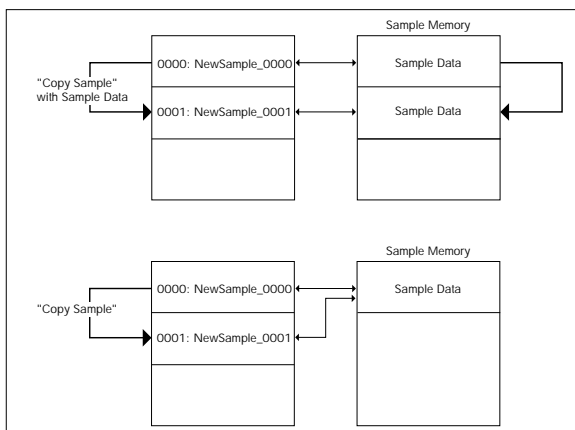 Sample Memory
0000: NewSample_0000
Sample Data
"Copy Sample"
with Sample Data
0001: NewSample_0001
Sample Data
Sample Memory
0000: NewSample_0000
Sample Data
"Copy Sample"
0001: NewSample_0001